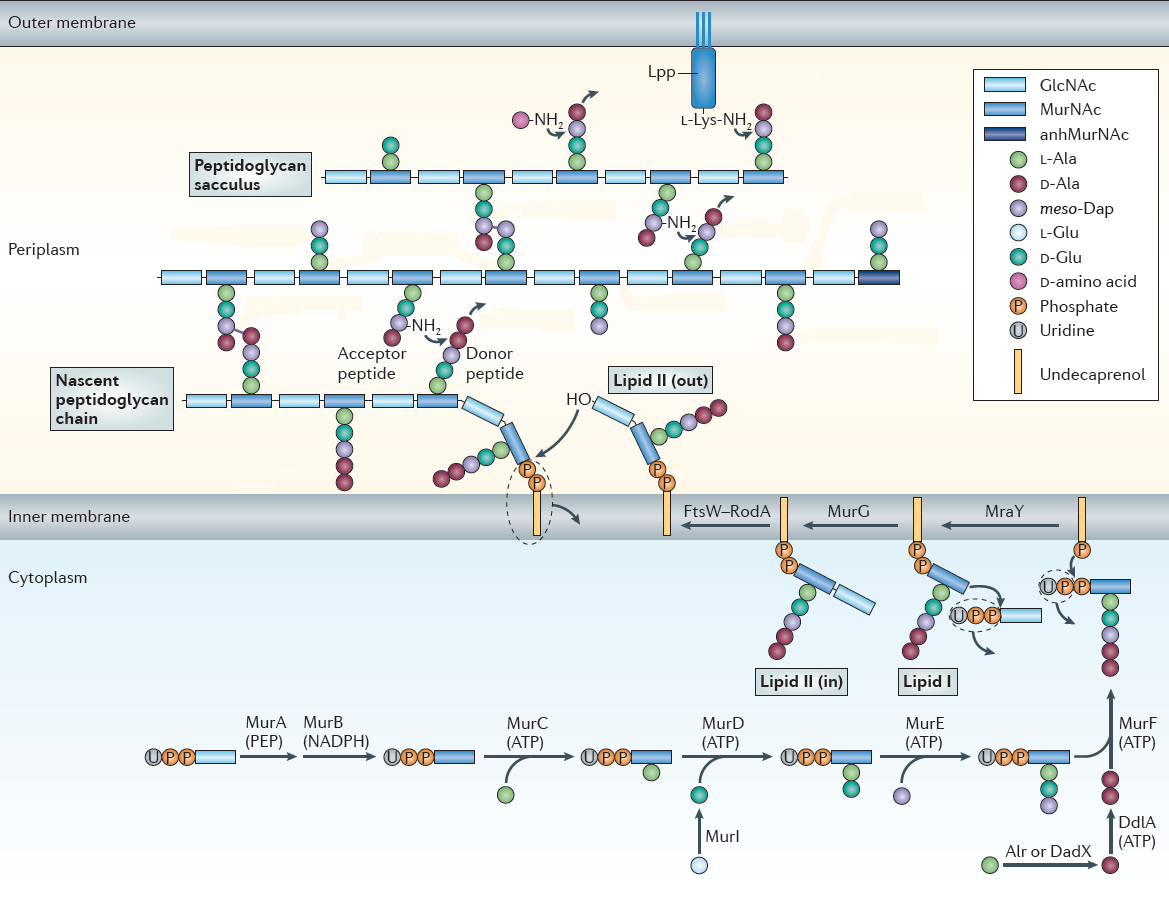 Outer membrane
Lpp
NH2
L-Lys-NH2
Peptidoglycan
sacculus
NH2
Periplasm
NH2
Acceptor
peptide
Donor
peptide
Nascent
peptidoglycan
chain
Lipid II (out)
HO
P
P
P
P
GlcNAc
MurNAc
anhMurNAc
L-Ala
D-Ala
meso-Dap
L-Glu
D-Glu
D-amino acid
P Phosphate
U Uridine
Undecaprenol
Inner membrane
FtsW–RodA
MurG
MraY
Cytoplasm
P
P
P
P
P
U P P
U P P
Lipid II (in)
Lipid I
MurA
(PEP)
MurB
(NADPH)
MurC
(ATP)
MurD
(ATP)
MurE
(ATP)
MurF
(ATP)
U P P
U P P
U P P
U P P
U P P
MurI
DdlA
(ATP)
Alr or DadX